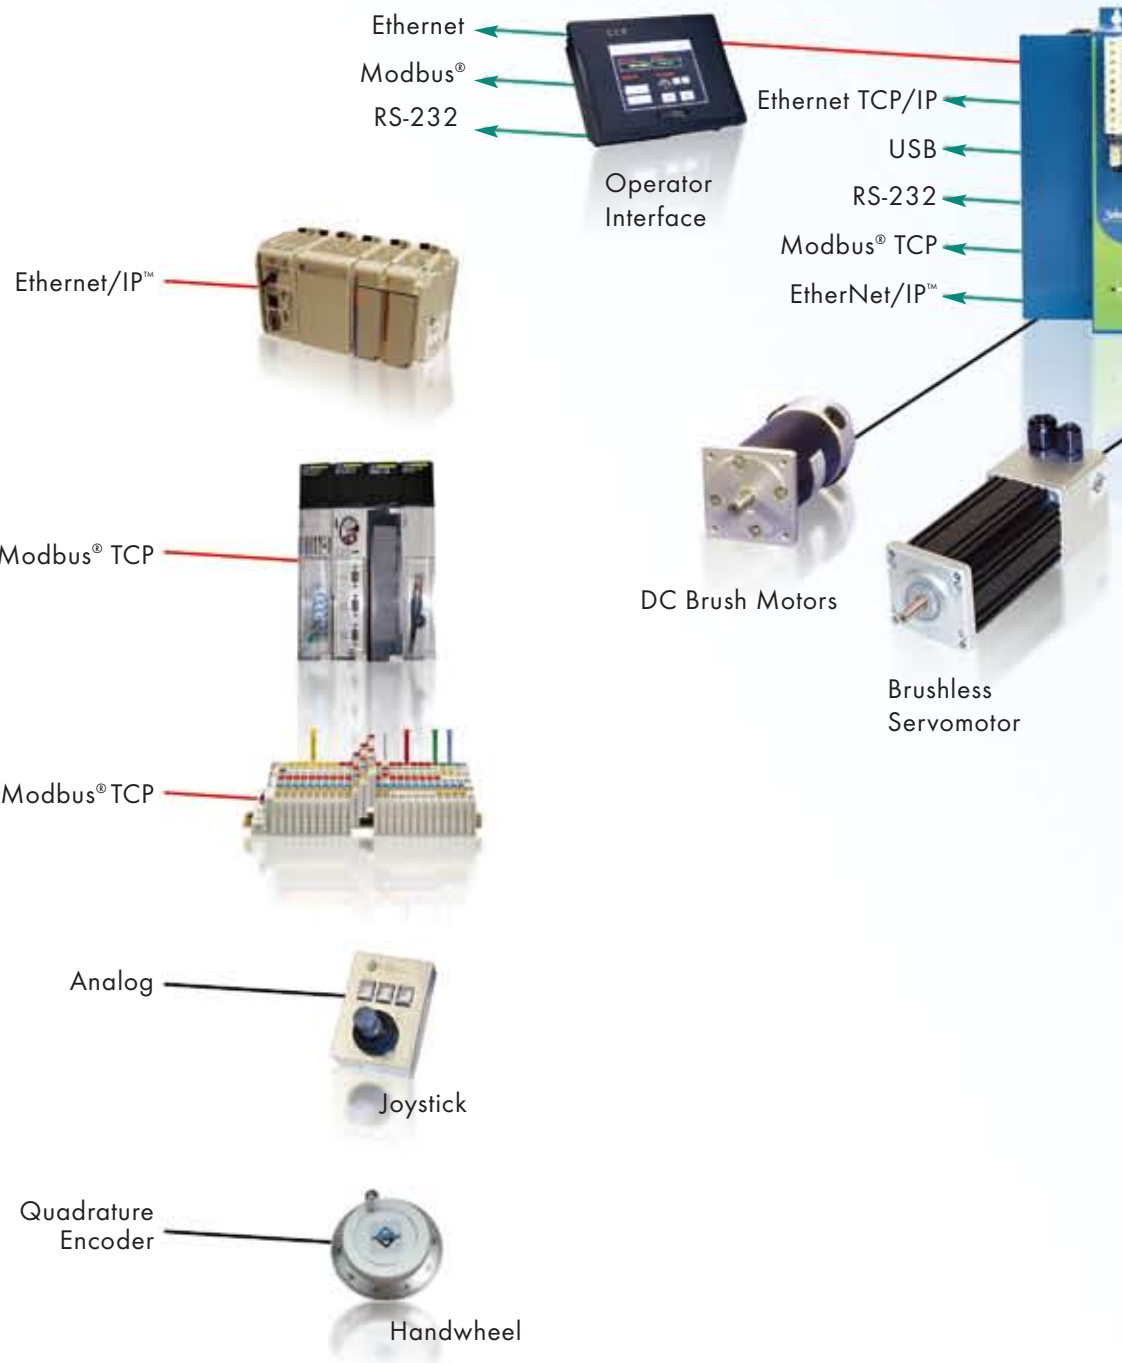 Ethernet
Modbus®
RS-232
Operator
Interface
Ethernet TCP/IP
USB
RS-232
Modbus® TCP
EtherNet/IP™
Ethernet/IP™
DC Brush Motors
Brushless
Servomotor
Modbus® TCP
Modbus® TCP
Analog
Joystick
Quadrature
Encoder
Handwheel